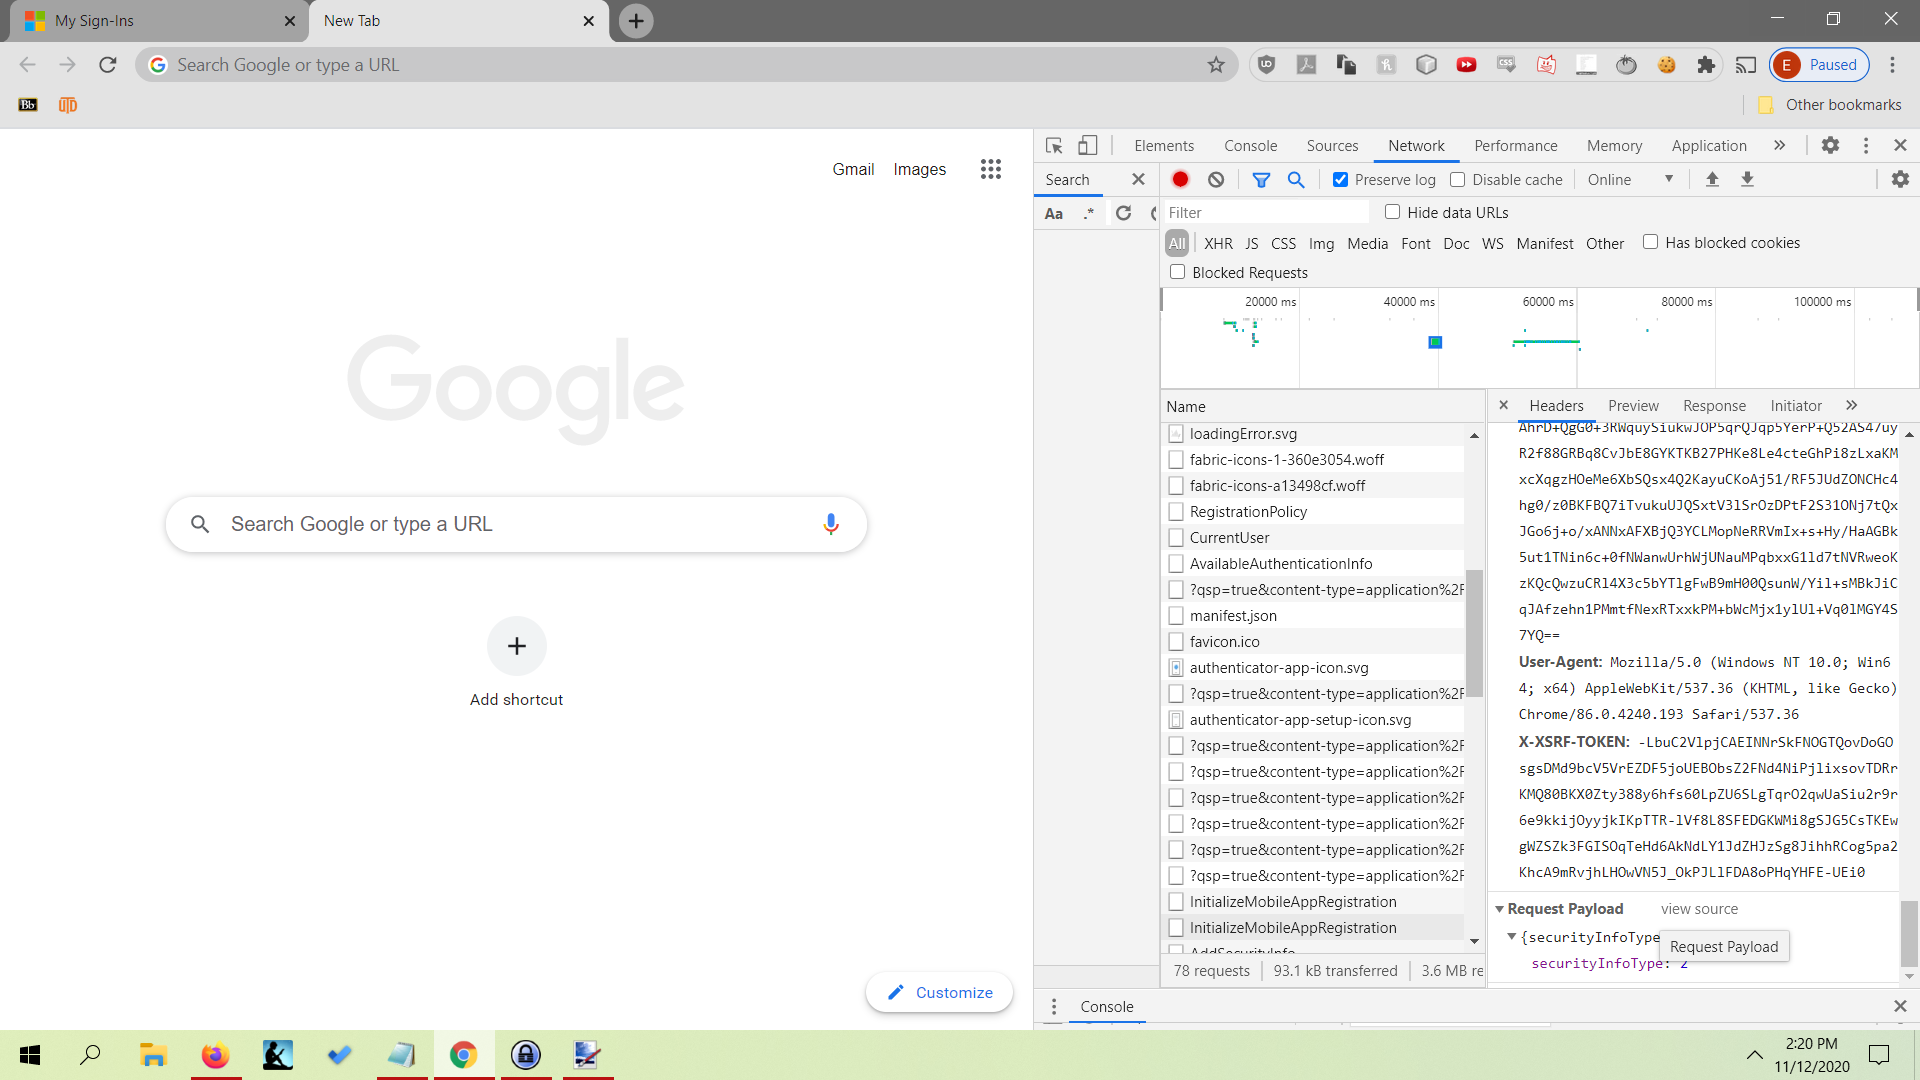 My Sign-Ins
New Tab
Search Google or type a URL
E Paused
Bb
UTD
Other bookmarks
Gmail
Images
Google
Search Google or type a URL
Add shortcut
Customize
Elements
Console
Sources
Network
Performance
Memory
Application
Search
Aa
.*
Preserve log
Disable cache
Online
Filter
Hide data URLs
All
XHR
JS
CSS
Img
Media
Font
Doc
WS
Manifest
Other
Has blocked cookies
Blocked Requests
20000 ms
40000 ms
60000 ms
80000 ms
100000 ms
Name
loadingError.svg
fabric-icons-1-360e3054.woff
fabric-icons-a13498cf.woff
RegistrationPolicy
CurrentUser
AvailableAuthenticationInfo
?qsp=true&content-type=application%2F
manifest.json
favicon.ico
authenticator-app-icon.svg
?qsp=true&content-type=application%2F
authenticator-app-setup-icon.svg
?qsp=true&content-type=application%2F
?qsp=true&content-type=application%2F
?qsp=true&content-type=application%2F
?qsp=true&content-type=application%2F
?qsp=true&content-type=application%2F
?qsp=true&content-type=application%2F
InitializeMobileAppRegistration
InitializeMobileAppRegistration
AddSecurityInfo
78 requests
93.1 kB transferred
3.6 MB re
Headers
Preview
Response
Initiator
AhrD+QgG0+3RWquySiukwJOP5qrQJqp5YerP+Q52AS47uy
R2f88GRBq8CvJbE8GYKTKB27PHKe8Le4cteGhPi8zLxaKM
xcXqgzHOeMe6XbSQsx4Q2KayuCKoAj51/RF5JUdZONCHc4
hg0/z0BKFBQ7iTvukuUJQSxtV3lSrOzDPtF2S31ONj7tQx
JGo6j+o/xANNxAFXBjQ3YCLMopNeRRVmIx+s+Hy/HaAGBk
5ut1TNin6c+0fNWanwUrhWjUNauMPqbxxG1ld7tNVRweoK
zKQcQwzuCRl4X3c5bYTlgFwB9mH00QsunW/Yil+sMBkJiC
qJAfzehn1PMmtfNexRTxxkPM+bWcMjx1ylUl+Vq0lMGY4S
7YQ==
User-Agent: Mozilla/5.0 (Windows NT 10.0; Win6
4; x64) AppleWebKit/537.36 (KHTML, like Gecko)
Chrome/86.0.4240.193 Safari/537.36
X-XSRF-TOKEN: -LbuC2VlpjCAEINNrSkFNOGTQovDoGO
sgsDMd9bcV5VrEZDF5joUEBObsZ2FNd4NiPjlixsovTDRr
KMQ80BKX0Zty388y6hfs60LpZU6SLgTqrO2qwUaSiu2r9r
6e9kkijOyyjkIKpTTR-lVf8L8SFEDGKWMi8gSJG5CsTKEw
gWZSZk3FGISOqTeHd6AkNdLY1JdZHJzSg8JihhRCog5pa2
KhcA9mRvjhLHOwVN5J_OkPJLlFDA8oPHqYHFE-UEi0
Request Payload
view source
{securityInfoType
Request Payload
securityInfoType: 2
Console
2:20 PM
11/12/2020